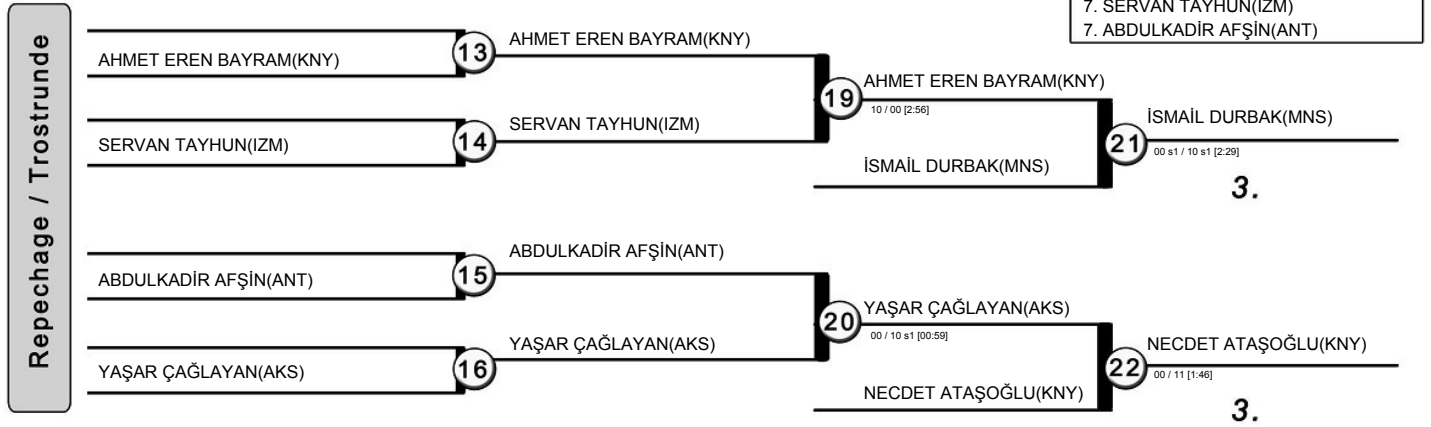 7. SERVAN TAYHUN(IZM)
7. ABDULKADİR AFŞİN(ANT)
Repechage / Trostrunde
AHMET EREN BAYRAM(KNY)
13
AHMET EREN BAYRAM(KNY)
SERVAN TAYHUN(IZM)
14
SERVAN TAYHUN(IZM)
19
AHMET EREN BAYRAM(KNY)
10 / 00 [2:56]
İSMAİL DURBAK(MNS)
21
İSMAİL DURBAK(MNS)
00 s1 / 10 s1 [2:29]
3.
ABDULKADİR AFŞİN(ANT)
15
ABDULKADİR AFŞİN(ANT)
YAŞAR ÇAĞLAYAN(AKS)
16
YAŞAR ÇAĞLAYAN(AKS)
20
YAŞAR ÇAĞLAYAN(AKS)
00 / 10 s1 [00:59]
NECDET ATAŞOĞLU(KNY)
22
NECDET ATAŞOĞLU(KNY)
00 / 11 [1:46]
3.